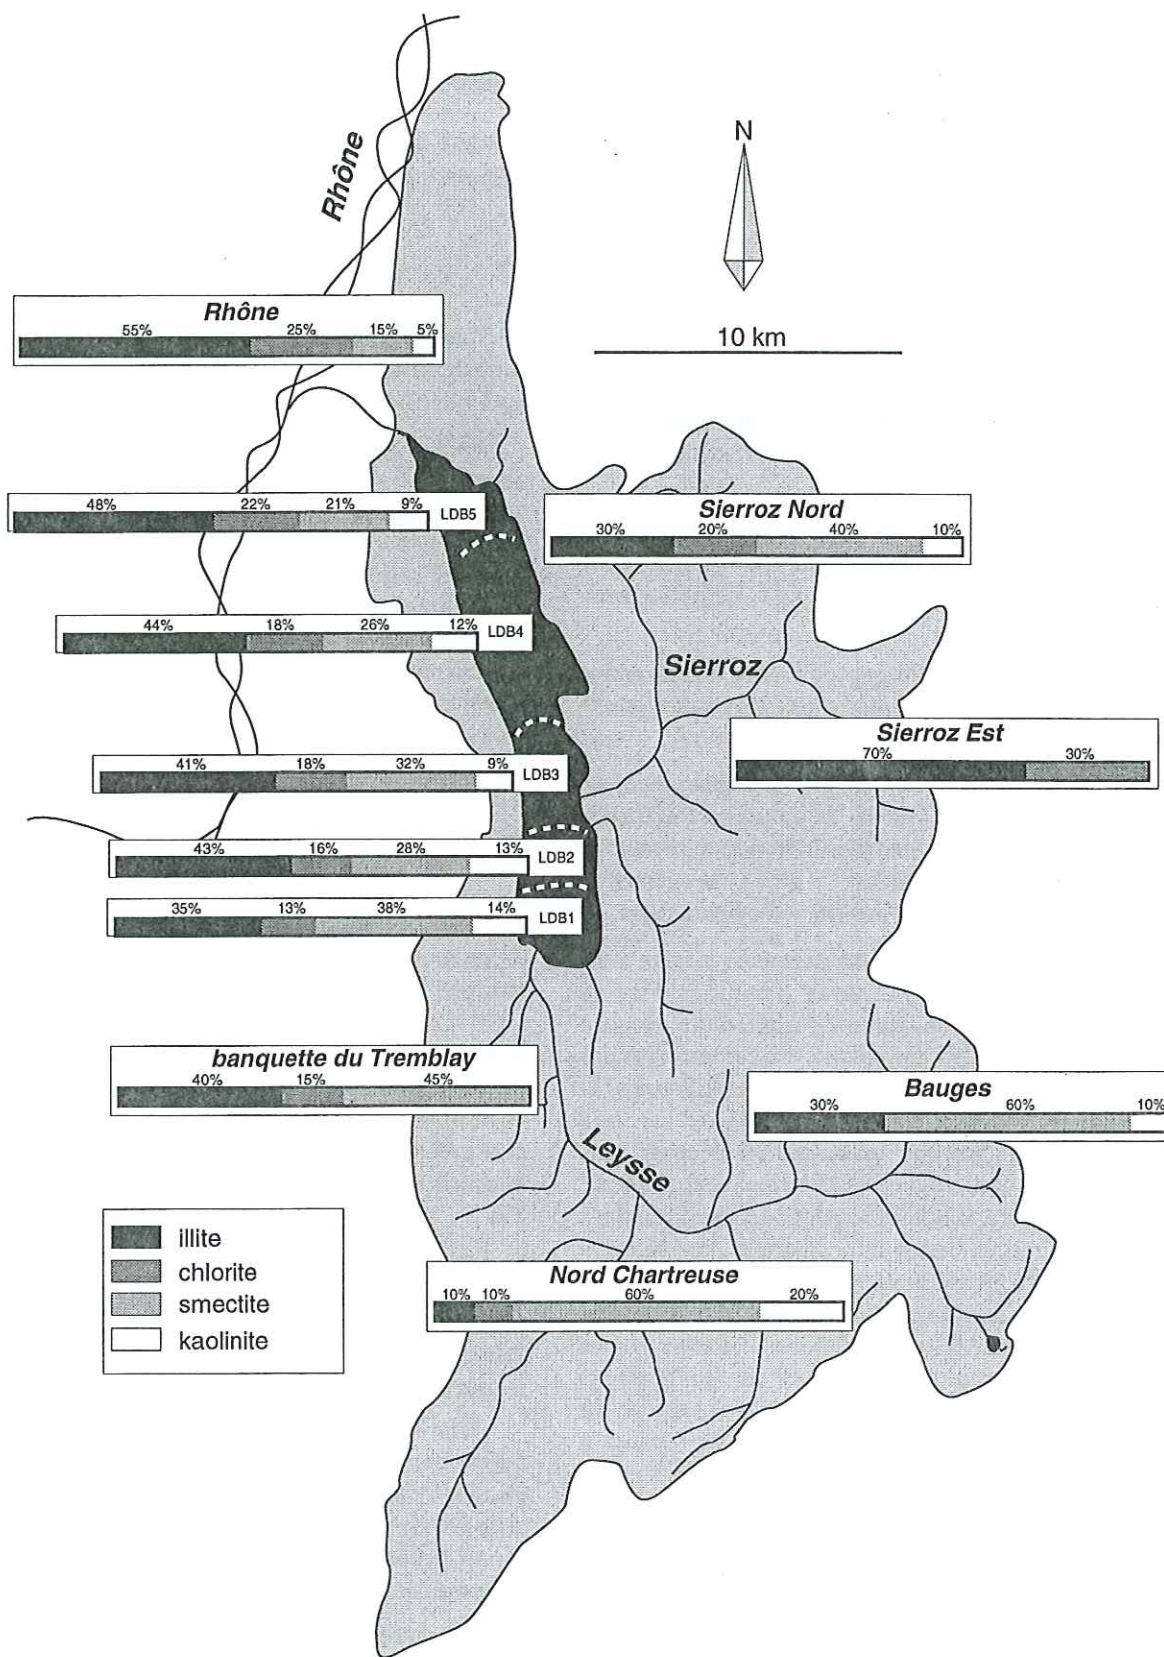 N
Rhône
10 km
Rhône
55% 25% 15% 5%
48% 22% 21% 9% LDB5
Sierroz Nord
30% 20% 40% 10%
44% 18% 26% 12% LDB4
Sierroz
Sierroz Est
70% 30%
41% 18% 32% 9% LDB3
43% 16% 28% 13% LDB2
35% 13% 38% 14% LDB1
banquette du Tremblay
40% 15% 45%
Bauges
30% 60% 10%
Leysse
Nord Chartreuse
10% 10% 60% 20%
illite
chlorite
smectite
kaolinite